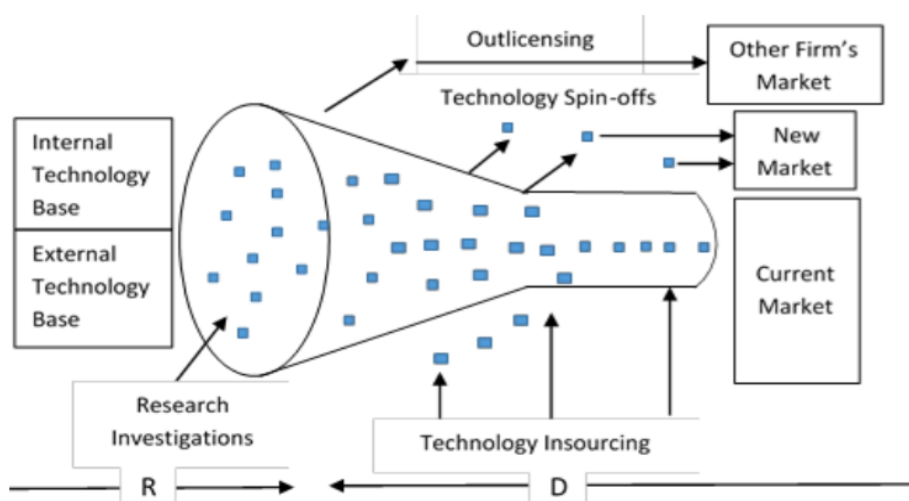 Outlicensing
Other Firm's
Market
Technology Spin-offs
New
Market
Internal
Technology
Base
External
Technology
Base
Current
Market
Research
Investigations
Technology Insourcing
R
D